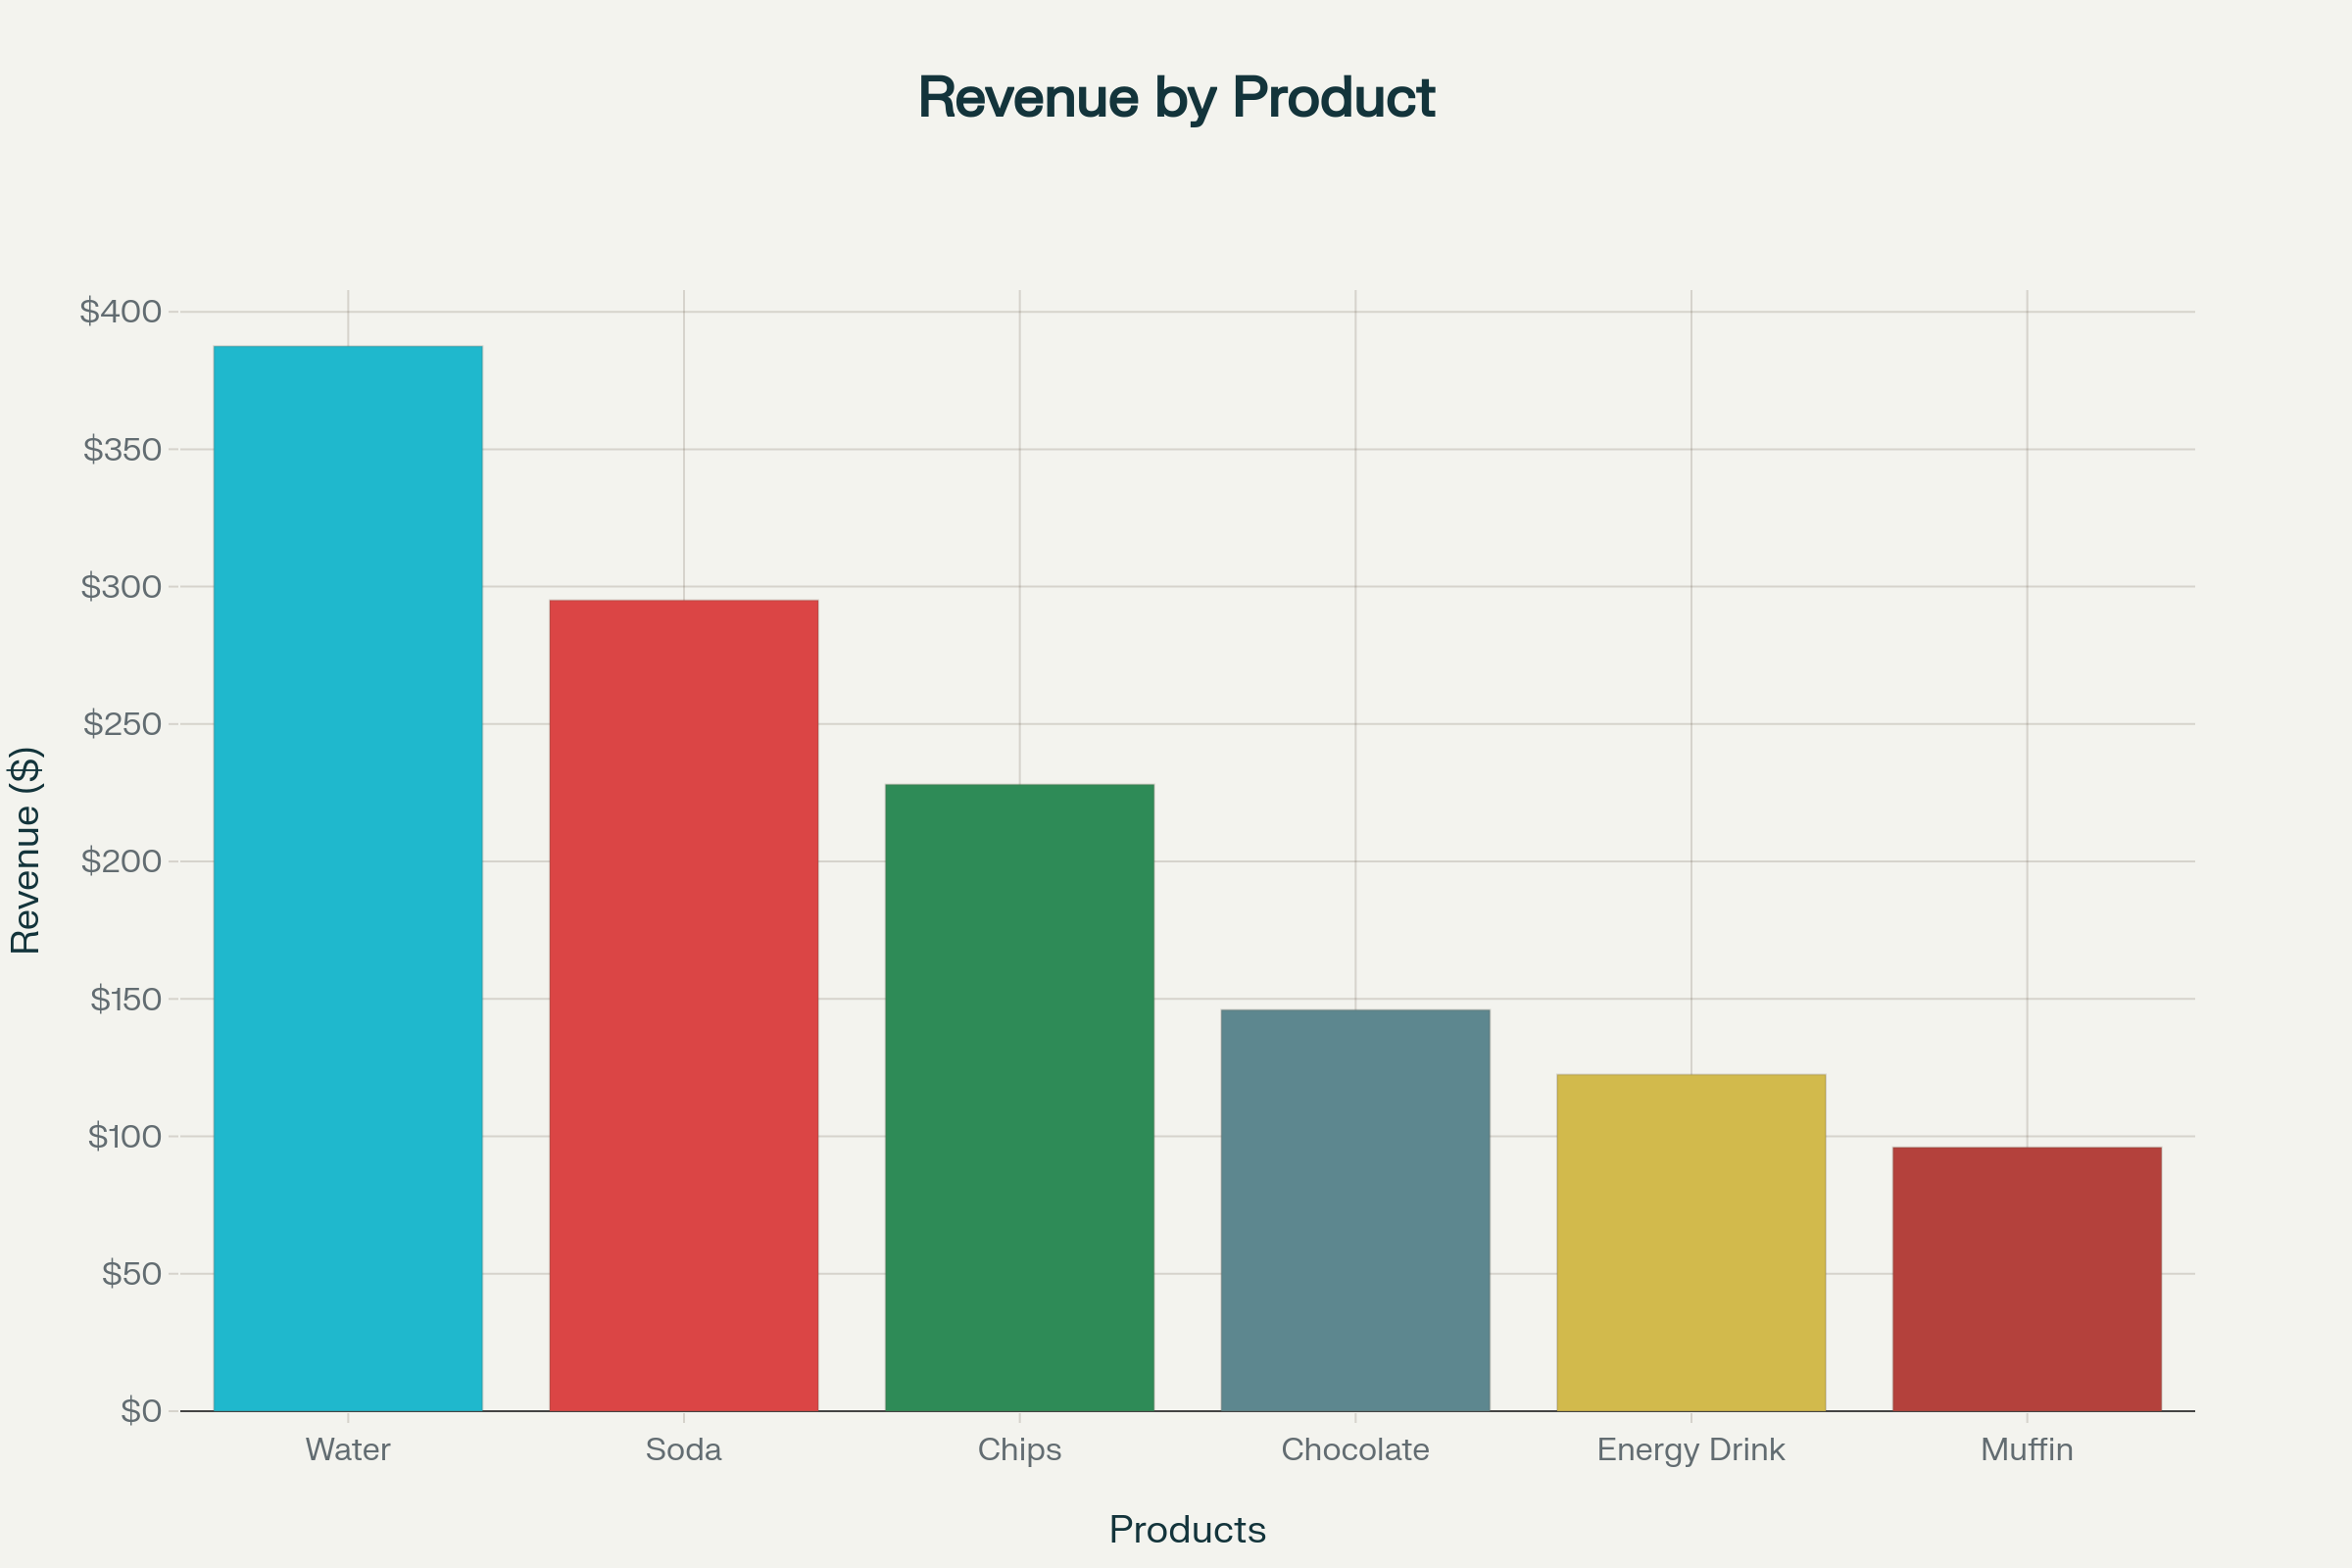 Revenue by Product
$400
$350
$300
$250
$200
$150
$100
$50
$0
Revenue ($)
Water
Soda
Chips
Chocolate
Energy Drink
Muffin
Products